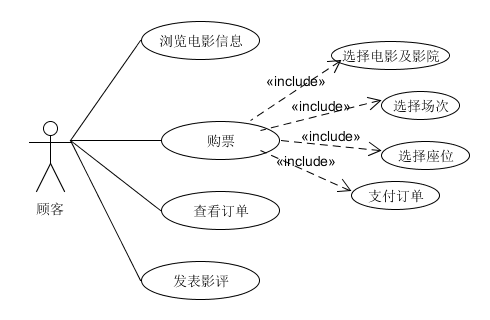 浏览电影信息
选择电影及影院
«include»
«include»
选择场次
购票
«include»
选择座位
«include»
支付订单
顾客
查看订单
发表影评